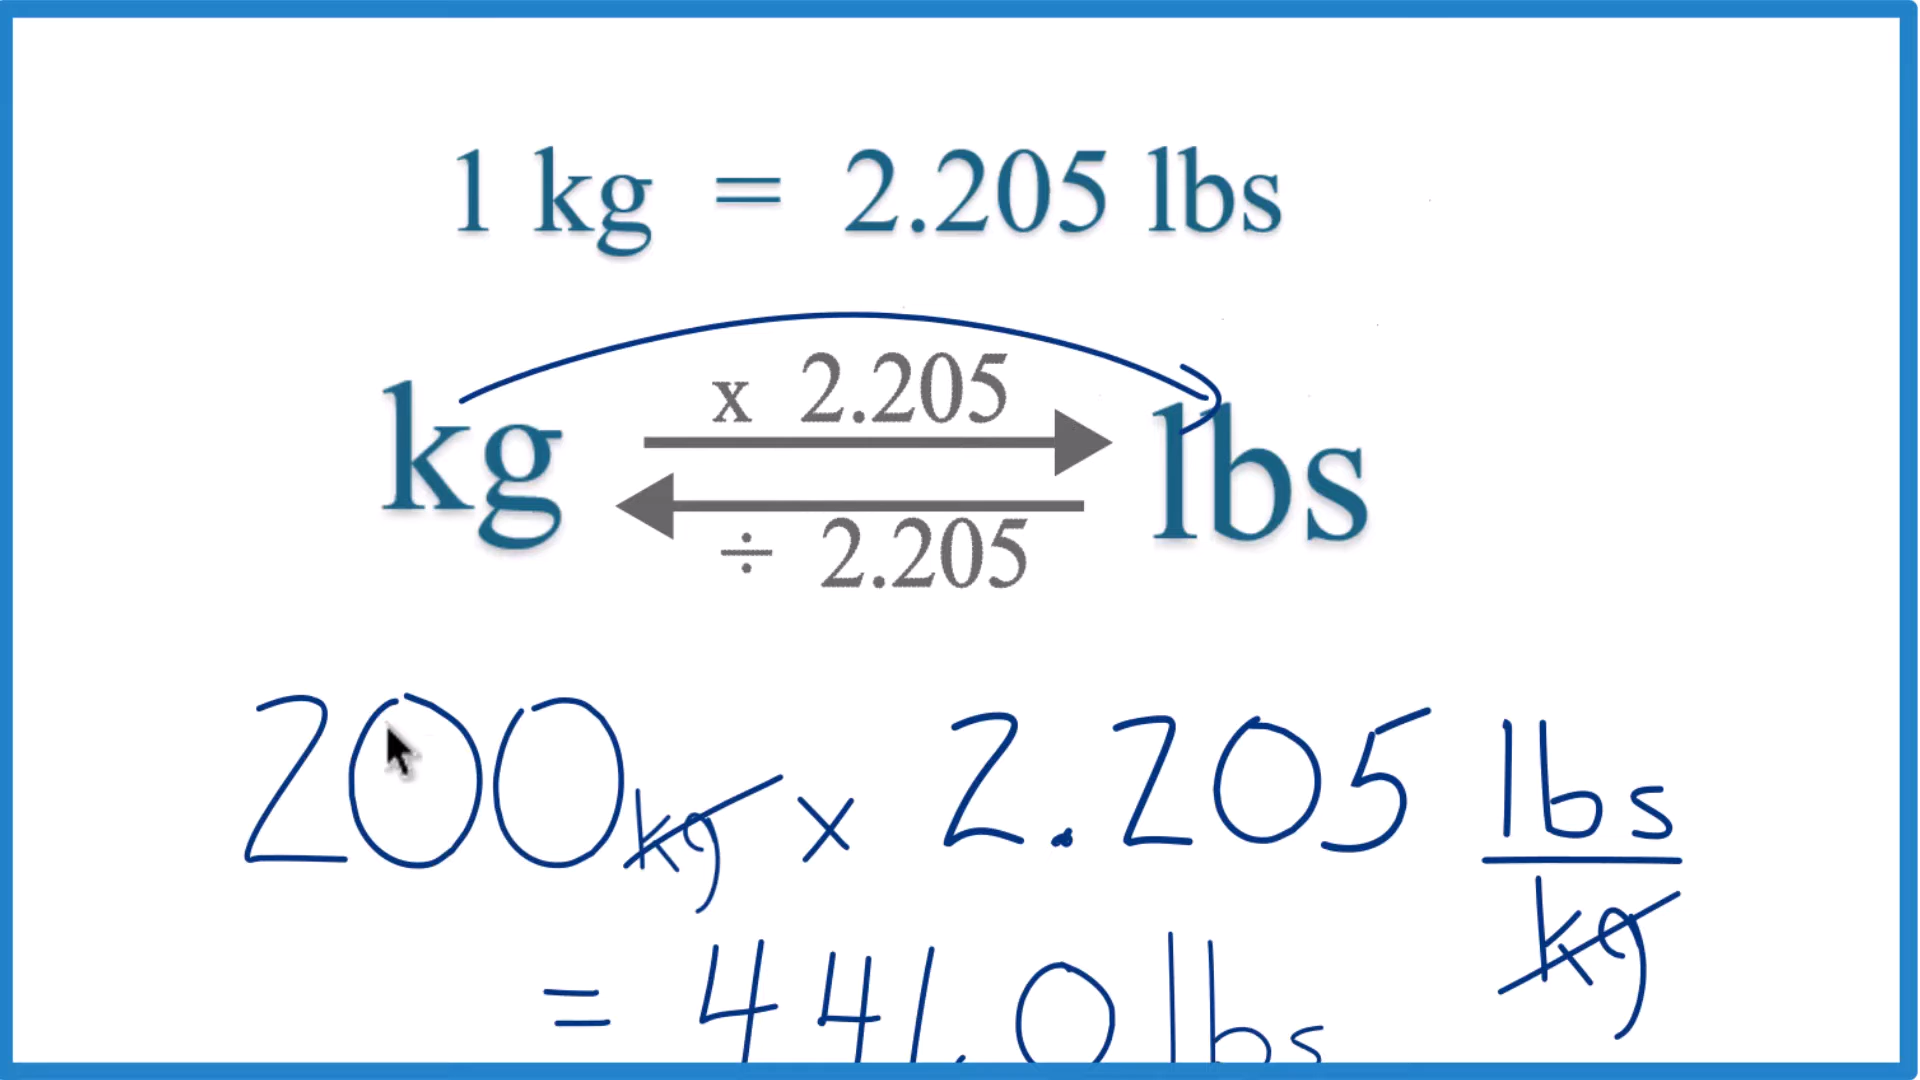 1 kg = 2.205 lbs
x 2.205
kg lbs
÷ 2.205
200 kg x 2.205 lbs
kg
= 441.0 lbs